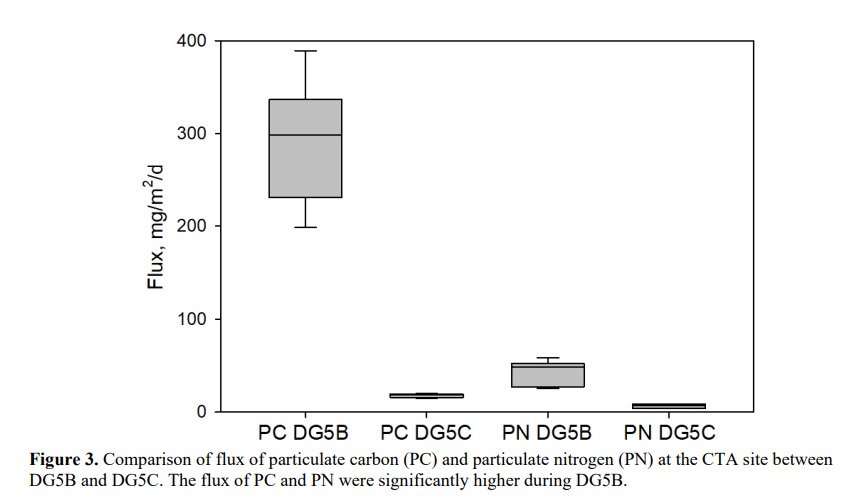 400
300
200
100
0
Flux, mg/m²/d
PC DG5B PC DG5C PN DG5B PN DG5C
Figure 3. Comparison of flux of particulate carbon (PC) and particulate nitrogen (PN) at the CTA site between
DG5B and DG5C. The flux of PC and PN were significantly higher during DG5B.